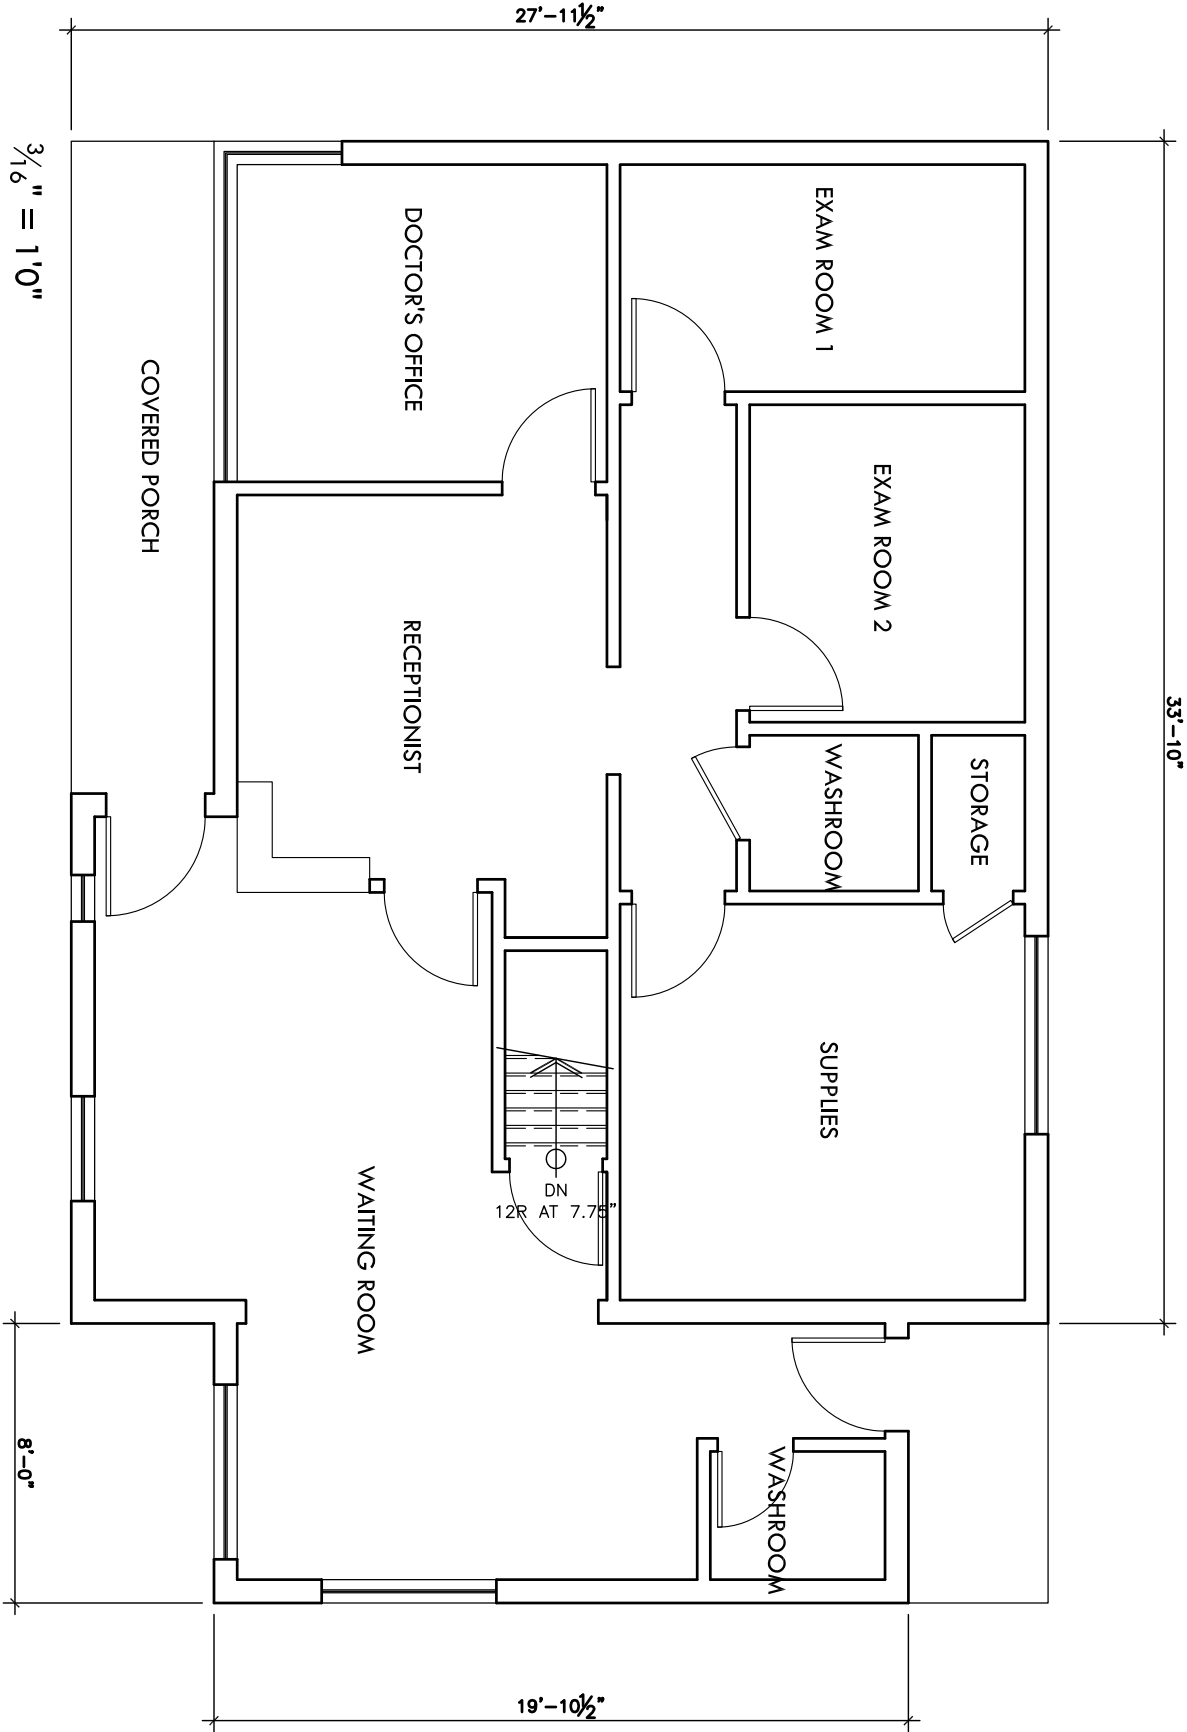 27'-11½"
3/16" = 1'0"
33'-10"
EXAM ROOM 1
DOCTOR'S OFFICE
COVERED PORCH
EXAM ROOM 2
RECEPTIONIST
WASHROOM
STORAGE
SUPPLIES
DN
12R AT 7.75"
WAITING ROOM
WASHROOM
8'-0"
19'-10½"